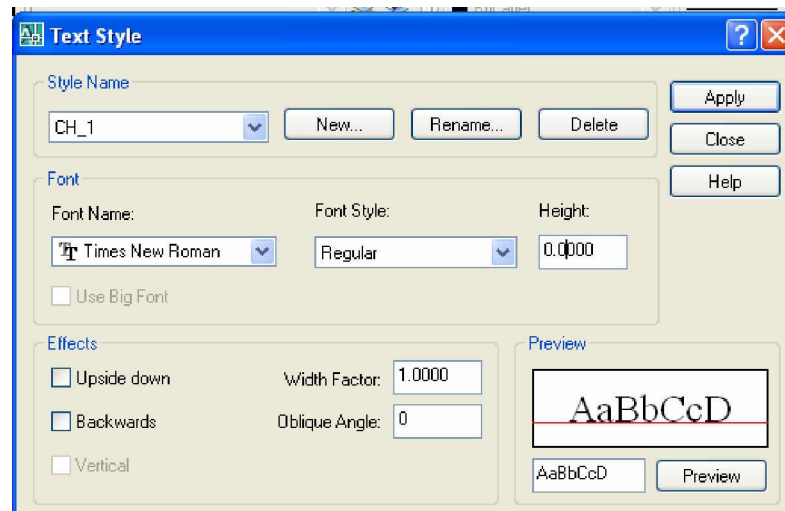 Text Style
Style Name
CH_1 New... Rename... Delete
Apply
Close
Help
Font
Font Name: Font Style: Height:
Times New Roman Regular 0.0000
Use Big Font
Effects
Upside down Width Factor: 1.0000
Backwards Oblique Angle: 0
Vertical
Preview
AaBbCcD
AaBbCcD Preview